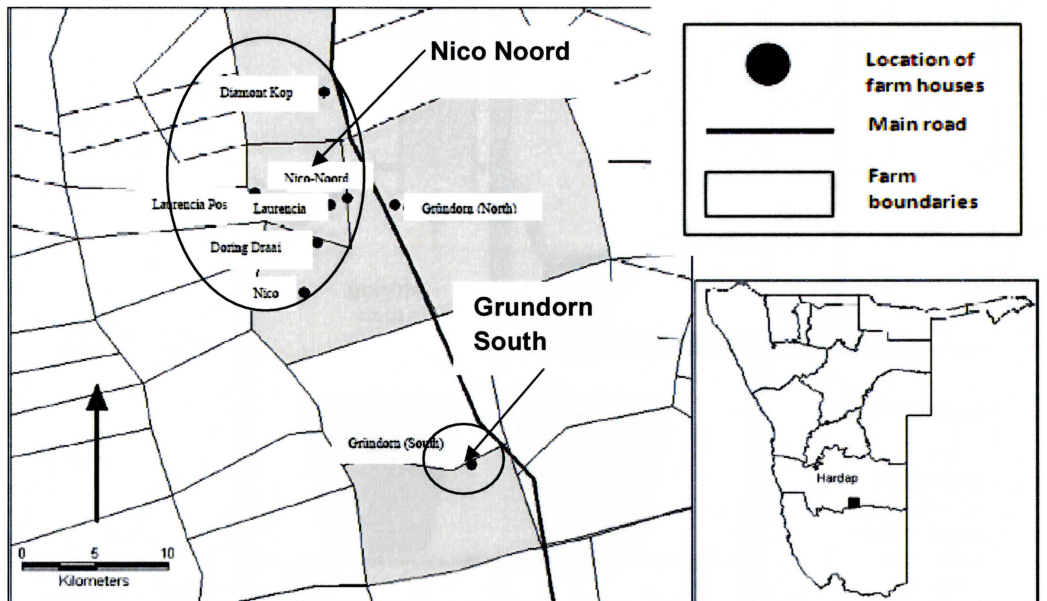 Nico Noord
Diamont Kop
Nico-Noord
Laurencia Pos
Laurencia
Gründorn (North)
Doring Draai
Nico
Grundorn
South
Gründorn (South)
0 5 10
Kilometers
Location of
farm houses
Main road
Farm
boundaries
Hardap